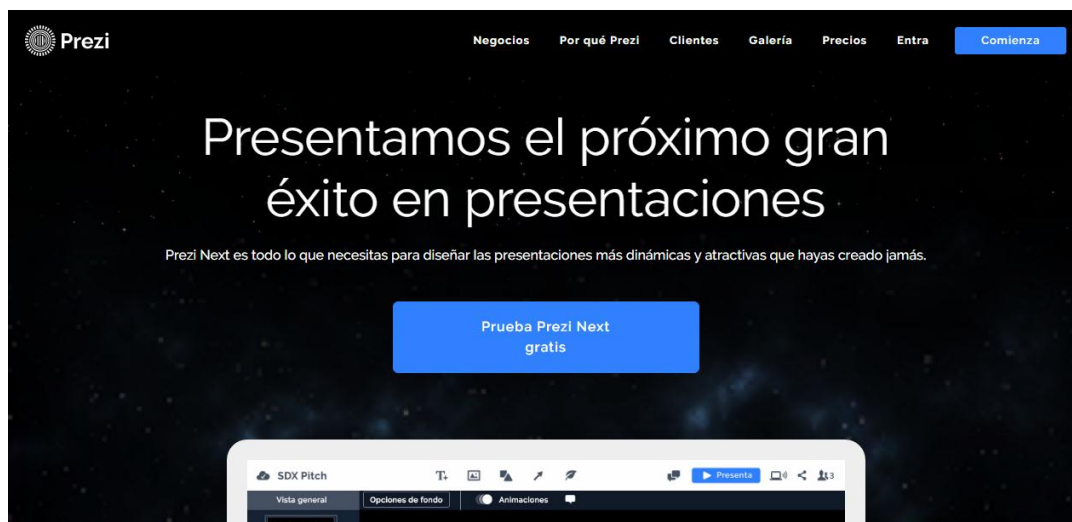 Prezi
Negocios Por qué Prezi Clientes Galería Precios Entra Comienza
Presentamos el próximo gran
éxito en presentaciones
Prezi Next es todo lo que necesitas para diseñar las presentaciones más dinámicas y atractivas que hayas creado jamás.
Prueba Prezi Next
gratis
SDX Pitch T+ Presenta 3
Vista general Opciones de fondo Animaciones